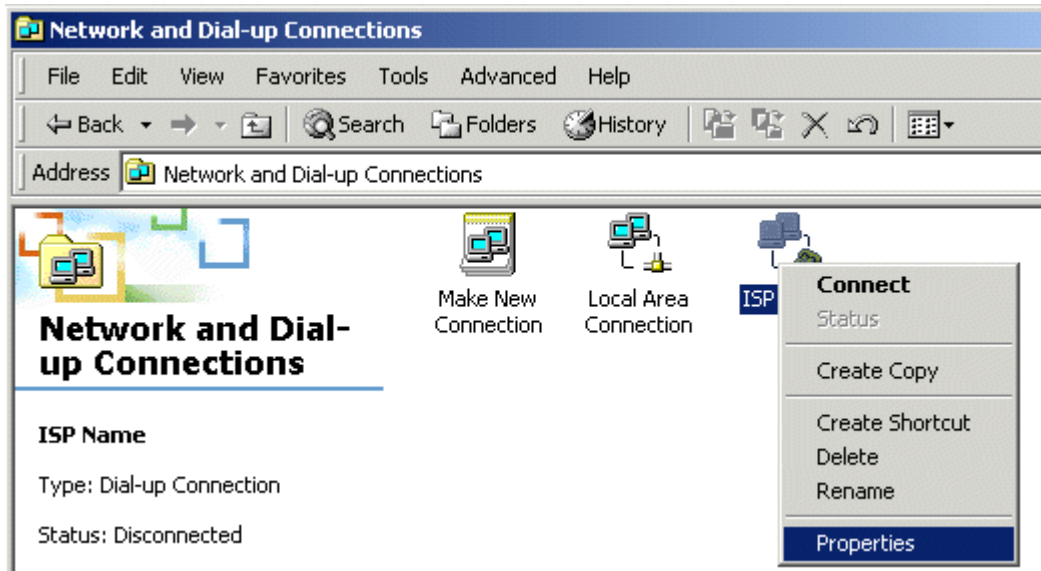 Network and Dial-up Connections
File Edit View Favorites Tools Advanced Help
Back Search Folders History
Address Network and Dial-up Connections
Make New
Connection
Local Area
Connection
ISP
Network and Dial-
up Connections
ISP Name
Type: Dial-up Connection
Status: Disconnected
Connect
Status
Create Copy
Create Shortcut
Delete
Rename
Properties